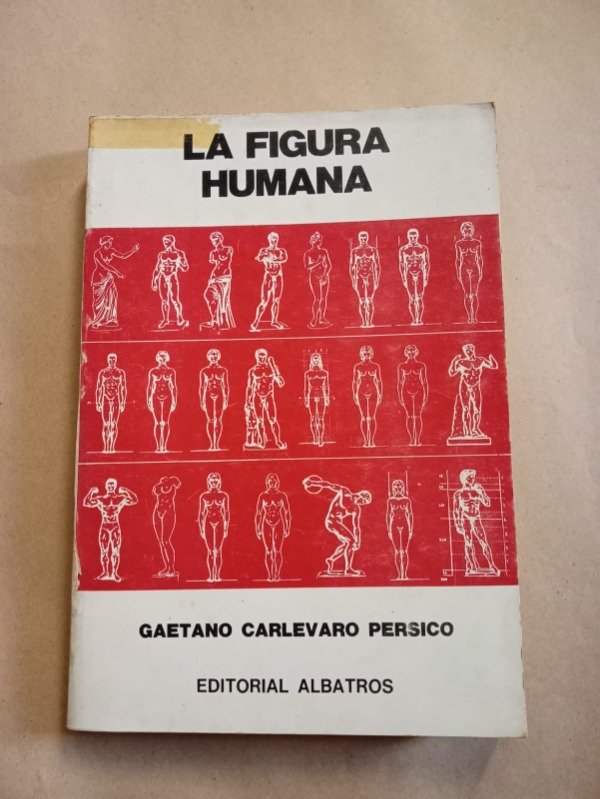 LA FIGURA
HUMANA
GAETANO CARLEVARO PERSICO
EDITORIAL ALBATROS